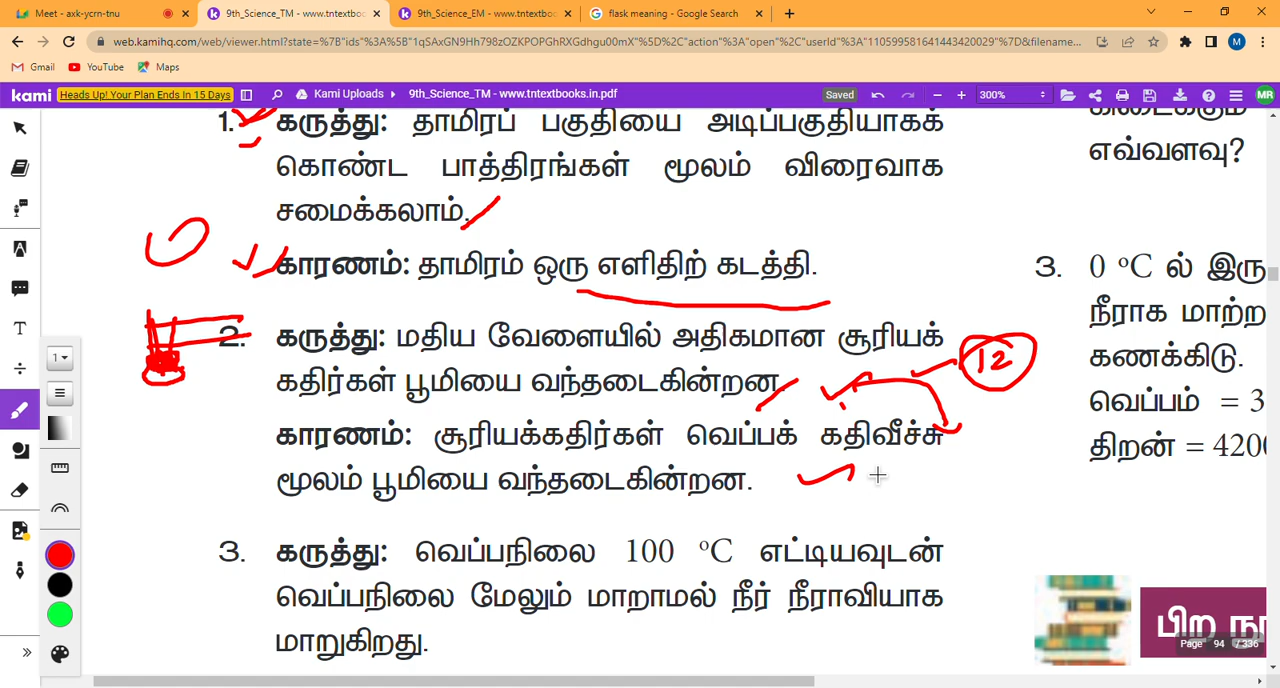 Meet - axk-ycrn-tnu
9th_Science_TM - www.tntextboo
9th_Science_EM - www.tntextboo
flask meaning - Google Search
web.kamihq.com/web/viewer.html?state=%7B"ids"%3A%5B"1qSAxGN9Hh798zOZKPOPGhRXGdhgu00mX"%5D%2C"action"%3A"open"%2C"userId"%3A"110599581641443420029"%7D&filename...
Gmail YouTube Maps
kami Heads Up! Your Plan Ends In 15 Days Kami Uploads 9th_Science_TM - www.tntextbooks.in.pdf Saved 300% MR
1. கருத்து: தாமிரப் பகுதியை அடிப்பகுதியாகக்
கொண்ட பாத்திரங்கள் மூலம் விரைவாக
சமைக்கலாம்.
காரணம்: தாமிரம் ஒரு எளிதிற் கடத்தி.
2. கருத்து: மதிய வேளையில் அதிகமான சூரியக்
கதிர்கள் பூமியை வந்தடைகின்றன.
12
காரணம்: சூரியக்கதிர்கள் வெப்பக் கதிவீச்சு
மூலம் பூமியை வந்தடைகின்றன.
3. கருத்து: வெப்பநிலை 100 °C எட்டியவுடன்
வெப்பநிலை மேலும் மாறாமல் நீர் நீராவியாக
மாறுகிறது.
எவ்வளவு?
3. 0 °C ல் இரு
நீராக மாற்ற
கணக்கிடு.
வெப்பம் = 3
திறன் = 420
பிற நா
Page 94 / 336